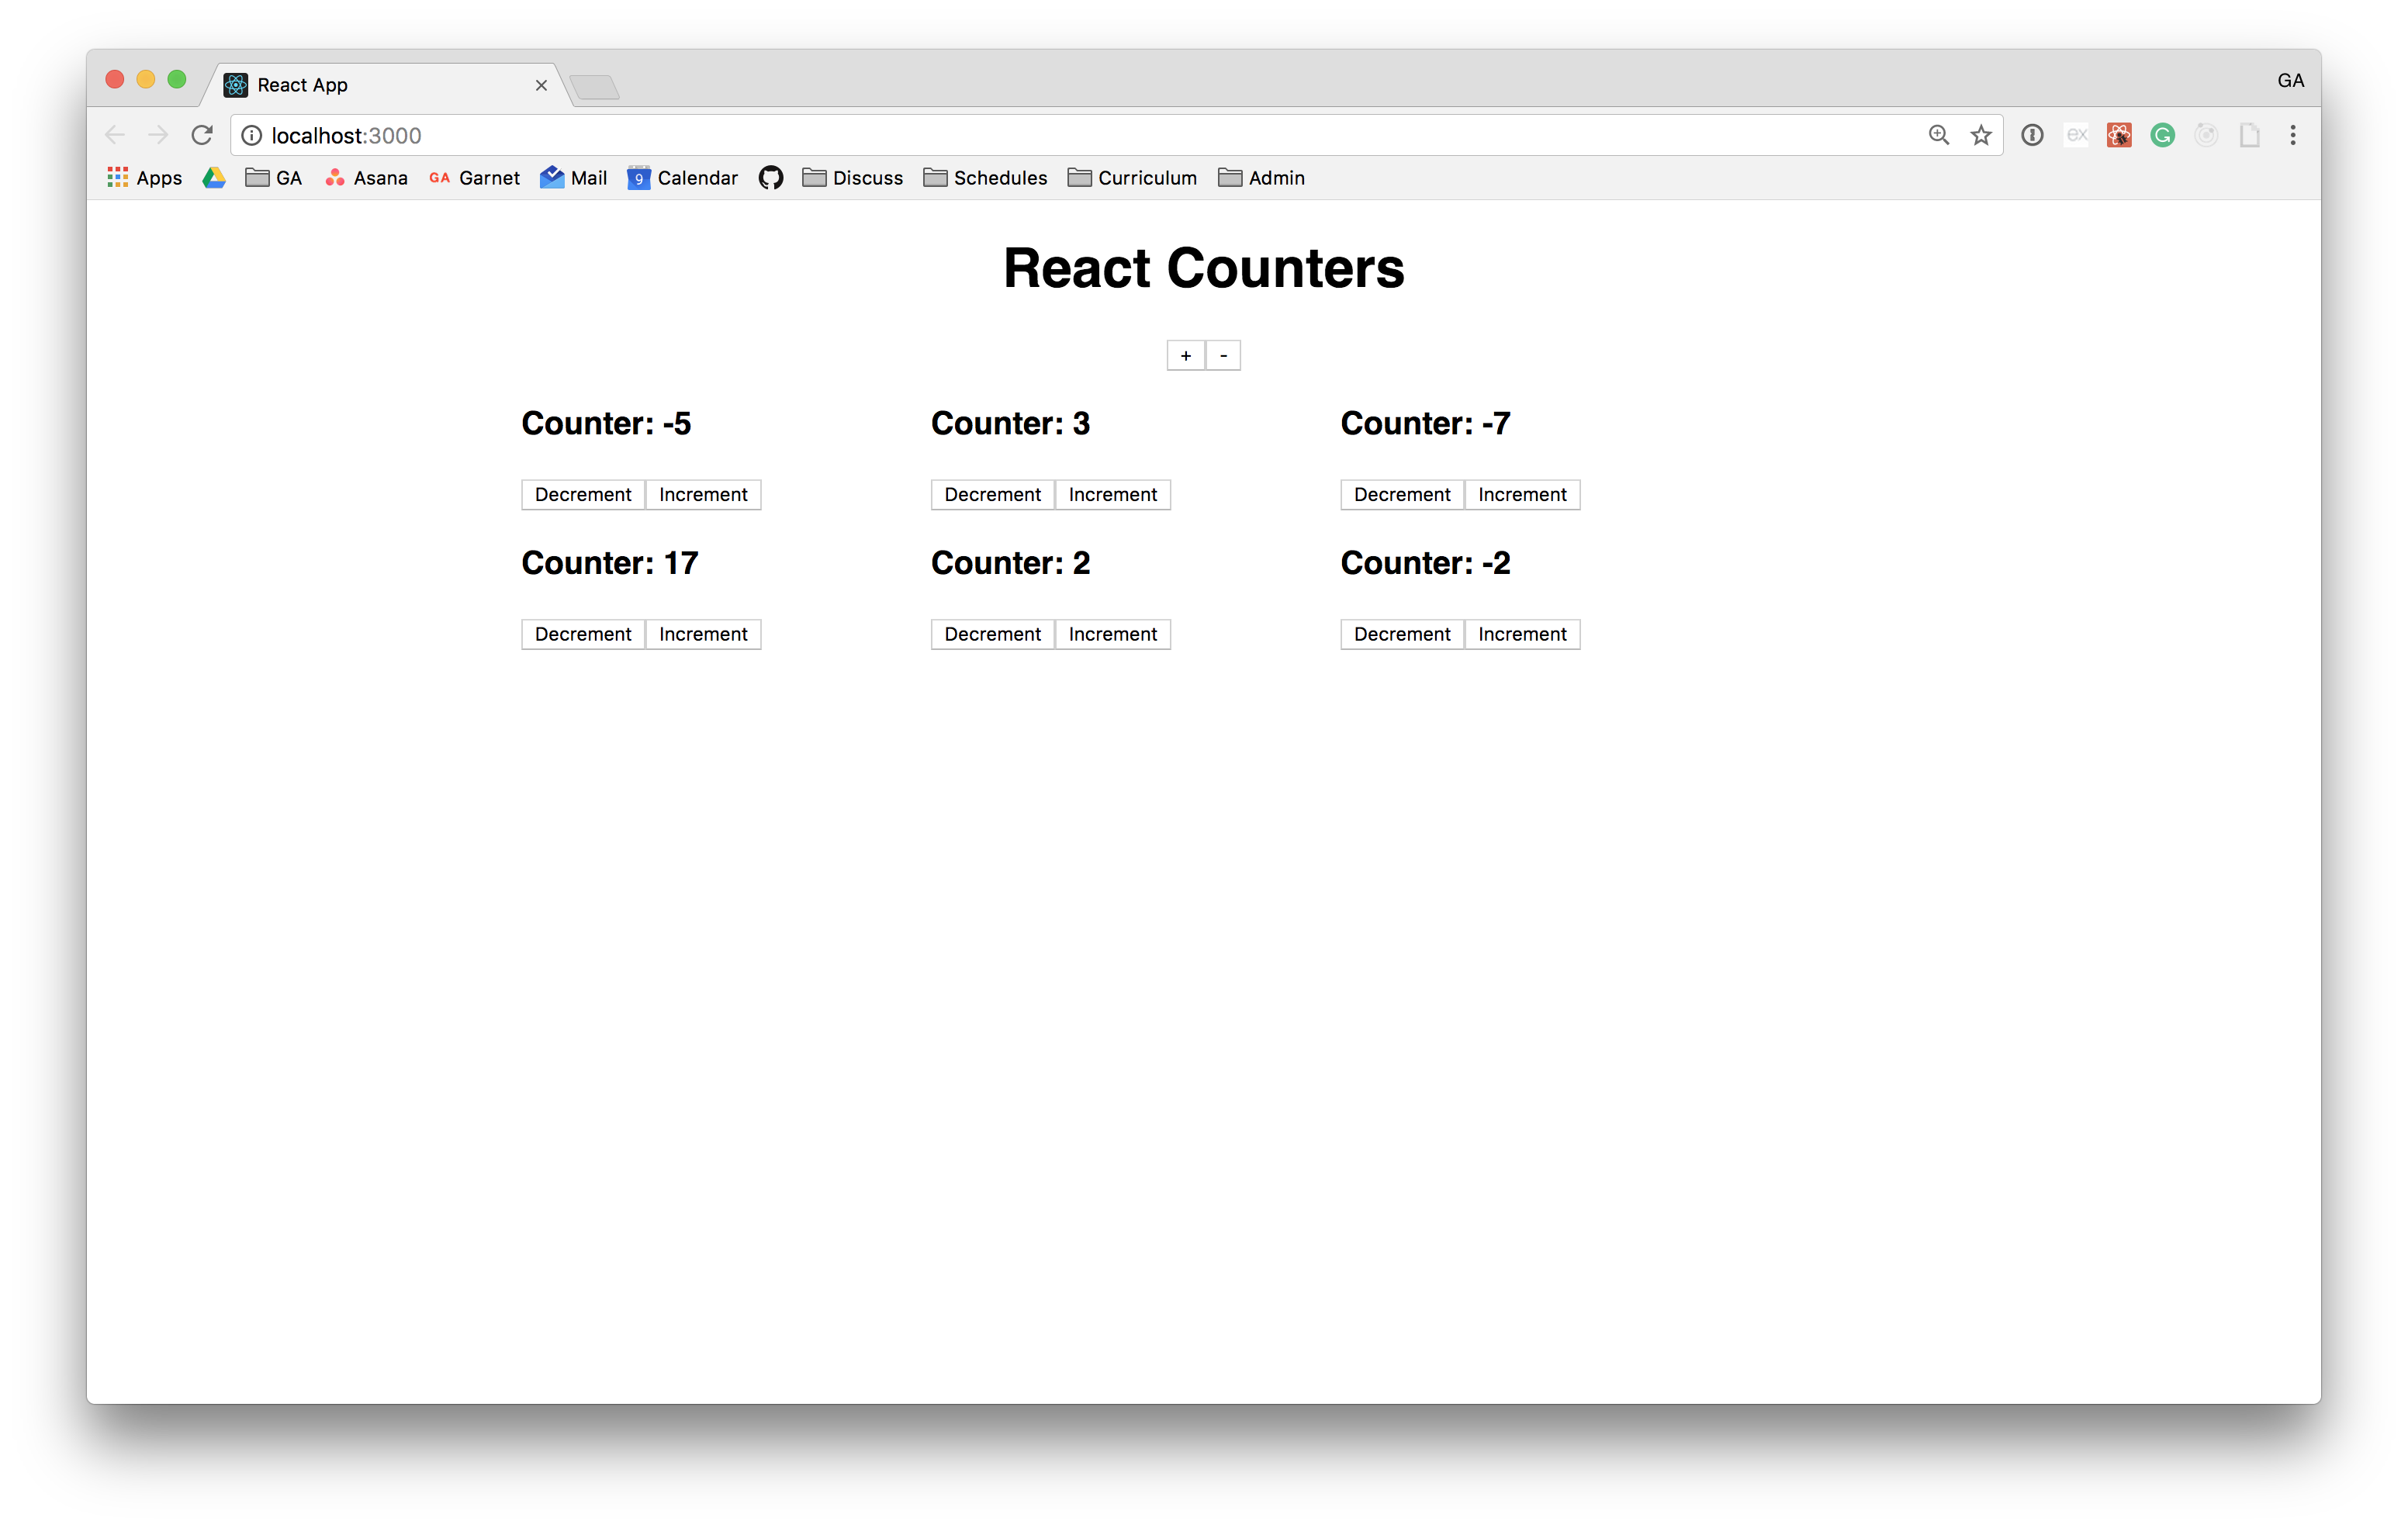 React App
GA
localhost:3000
ex
Apps GA Asana GA Garnet Mail 9 Calendar Discuss Schedules Curriculum Admin
React Counters
+ -
Counter: -5 Counter: 3 Counter: -7
Decrement Increment Decrement Increment Decrement Increment
Counter: 17 Counter: 2 Counter: -2
Decrement Increment Decrement Increment Decrement Increment